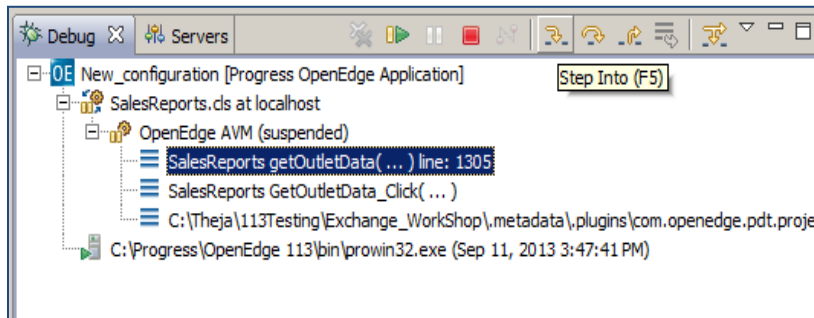 Debug Servers
Step Into (F5)
OE New_configuration [Progress OpenEdge Application]
SalesReports.cls at localhost
OpenEdge AVM (suspended)
SalesReports getOutletData( ... ) line: 1305
SalesReports GetOutletData_Click( ... )
C:\Theja\113Testing\Exchange_WorkShop\.metadata\.plugins\com.openedge.pdt.proje
C:\Progress\OpenEdge 113\bin\prowin32.exe (Sep 11, 2013 3:47:41 PM)